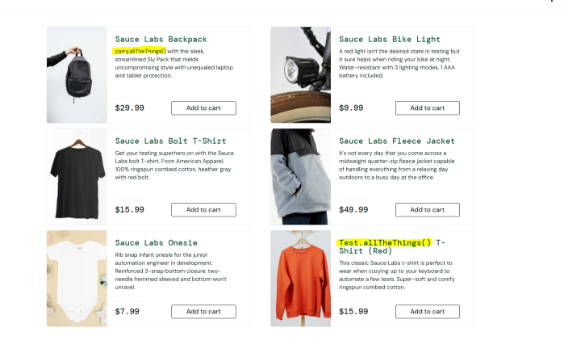 Sauce Labs Backpack
carry.allTheThings() with the sleek,
streamlined Sly Pack that melds
uncompromising style with unequaled laptop
and tablet protection.
$29.99
Add to cart
Sauce Labs Bike Light
A red light isn't the desired state in testing but
it sure helps when riding your bike at night.
Water-resistant with 3 lighting modes, 1 AAA
battery included.
$9.99
Add to cart
Sauce Labs Bolt T-Shirt
Get your testing superhero on with the Sauce
Labs bolt T-shirt. From American Apparel,
100% ringspun combed cotton, heather gray
with red bolt.
$15.99
Add to cart
Sauce Labs Fleece Jacket
It's not every day that you come across a
midweight quarter-zip fleece jacket capable
of handling everything from a relaxing day
outdoors to a busy day at the office.
$49.99
Add to cart
Sauce Labs Onesie
Rib snap infant onesie for the junior
automation engineer in development.
Reinforced 3-snap bottom closure, two-
needle hemmed sleeved and bottom won't
unravel.
$7.99
Add to cart
Test.allTheThings() T-
Shirt (Red)
This classic Sauce Labs t-shirt is perfect to
wear when cozying up to your keyboard to
automate a few tests. Super-soft and comfy
ringspun combed cotton.
$15.99
Add to cart